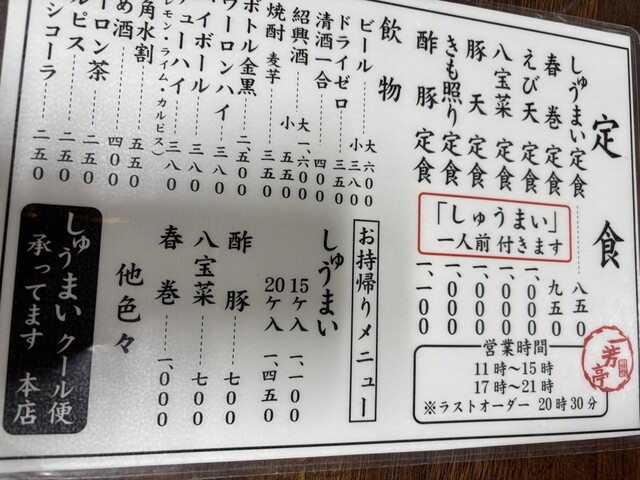 定食
しゅうまい定食 八五〇
春巻定食 九五〇
えび天定食 一、〇〇〇
八宝菜定食 一、〇〇〇
豚天定食 一、〇〇〇
きも照り定食 一、〇〇〇
酢豚定食 一、一〇〇
「しゅうまい」
一人前付きます
一芳亭
営業時間
11時～15時
17時～21時
※ラストオーダー 20時30分
飲物
ビール 大 六〇〇
小 三八〇
ドライゼロ 三五〇
清酒一合 四〇〇
紹興酒 大 一、六〇〇
小 五五〇
焼酎 麦 芋 三五〇
ボトル金黒 二、五〇〇
ウーロンハイ 三八〇
イボール 三八〇
チューハイ 三八〇
レモン・ライム・カルピス）
角水割 五五〇
め酒 四〇〇
ーロン茶 二五〇
ルピス 二五〇
シコーラ 二五〇
お持帰りメニュー
しゅうまい
15ケ入 一、一〇〇
20ケ入 一、四五〇
酢豚 七〇〇
八宝菜 七〇〇
春巻 一、〇〇〇
他色々
しゅうまい クール便
承ってます 本店